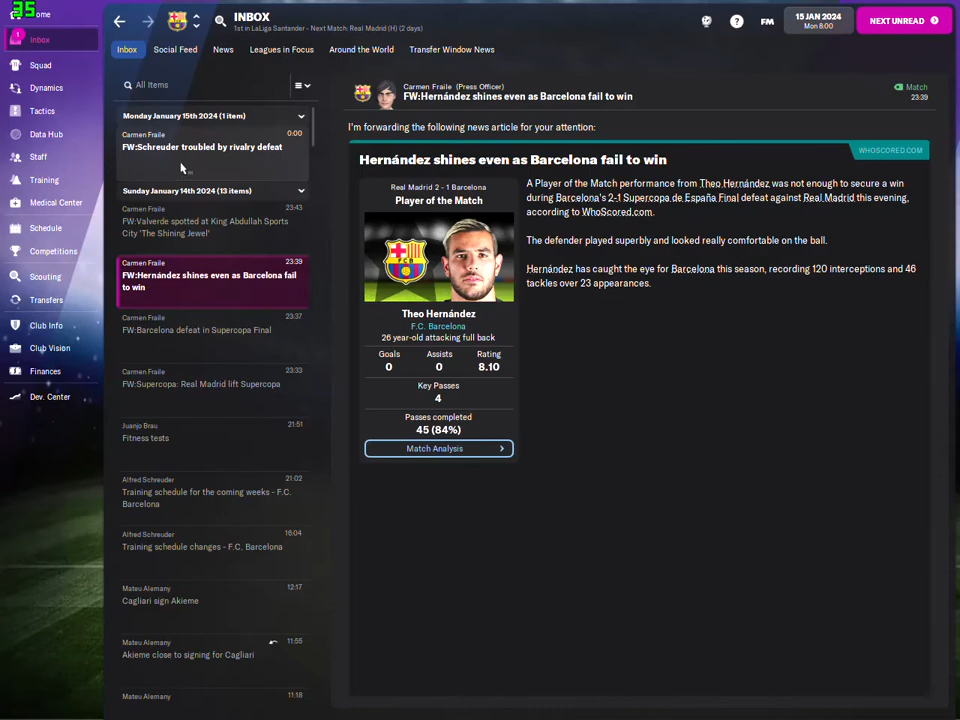 35
Home
1
Inbox
Squad
Dynamics
Tactics
Data Hub
Staff
Training
Medical Center
Schedule
Competitions
Scouting
Transfers
Club Info
Club Vision
Finances
Dev. Center
INBOX
1st in LaLiga Santander - Next Match: Real Madrid (H) (2 days)
?
FM
15 JAN 2024
Mon 8:00
NEXT UNREAD
Inbox
Social Feed
News
Leagues in Focus
Around the World
Transfer Window News
All Items
Monday January 15th 2024 (1 item)
Carmen Fraile
0:00
FW:Schreuder troubled by rivalry defeat
Sunday January 14th 2024 (13 items)
Carmen Fraile
23:43
FW:Valverde spotted at King Abdullah Sports
City 'The Shining Jewel'
Carmen Fraile
23:39
FW:Hernández shines even as Barcelona fail
to win
Carmen Fraile
23:37
FW:Barcelona defeat in Supercopa Final
Carmen Fraile
23:33
FW:Supercopa: Real Madrid lift Supercopa
Juanjo Brau
21:51
Fitness tests
Alfred Schreuder
21:02
Training schedule for the coming weeks - F.C.
Barcelona
Alfred Schreuder
16:04
Training schedule changes - F.C. Barcelona
Mateu Alemany
12:17
Cagliari sign Akieme
Mateu Alemany
11:55
Akieme close to signing for Cagliari
Mateu Alemany
11:18
Carmen Fraile (Press Officer)
FW:Hernández shines even as Barcelona fail to win
Match
23:39
I'm forwarding the following news article for your attention:
WHOSCORED.COM
Hernández shines even as Barcelona fail to win
Real Madrid 2 - 1 Barcelona
Player of the Match
FCB
Theo Hernández
F.C. Barcelona
26 year-old attacking full back
Goals
Assists
Rating
0
0
8.10
Key Passes
4
Passes completed
45 (84%)
Match Analysis
A Player of the Match performance from Theo Hernández was not enough to secure a win
during Barcelona's 2-1 Supercopa de España Final defeat against Real Madrid this evening,
according to WhoScored.com.
The defender played superbly and looked really comfortable on the ball.
Hernández has caught the eye for Barcelona this season, recording 120 interceptions and 46
tackles over 23 appearances.